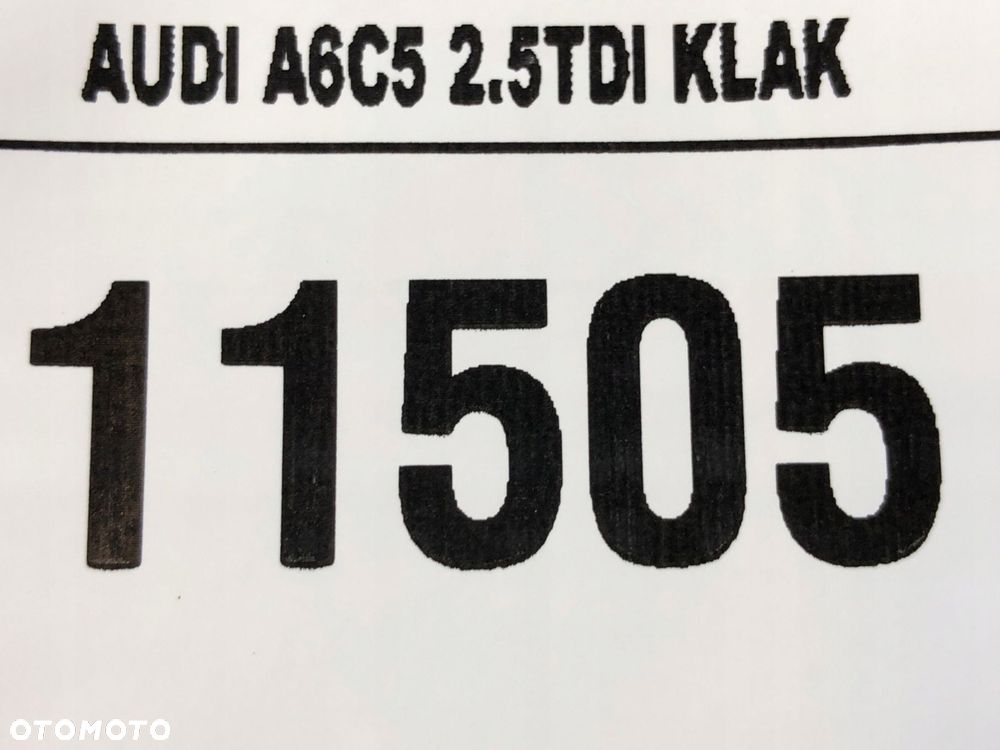 AUDI A6C5 2.5TDI KLAK
11505
OTOMOTO